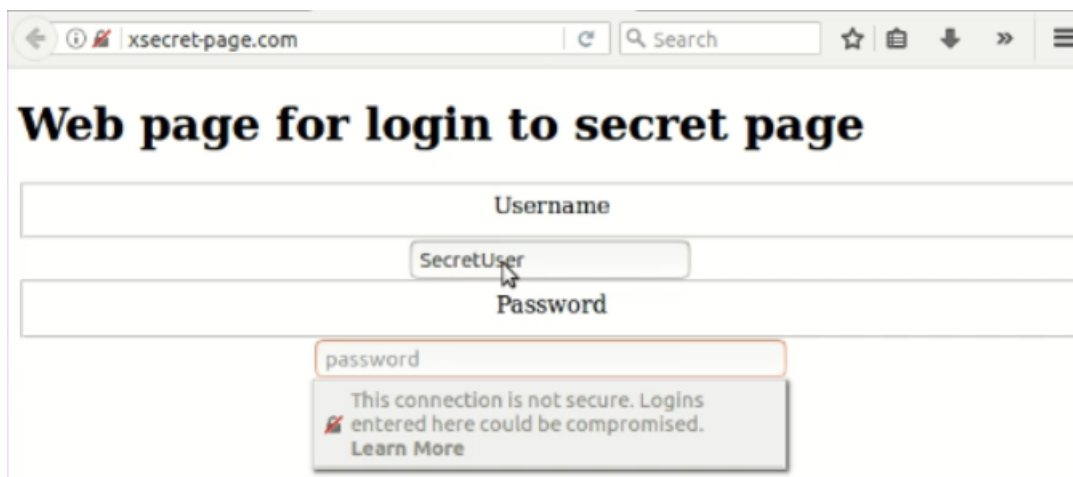 xsecret-page.com
Search
Web page for login to secret page
Username
SecretUser
Password
password
This connection is not secure. Logins
entered here could be compromised.
Learn More